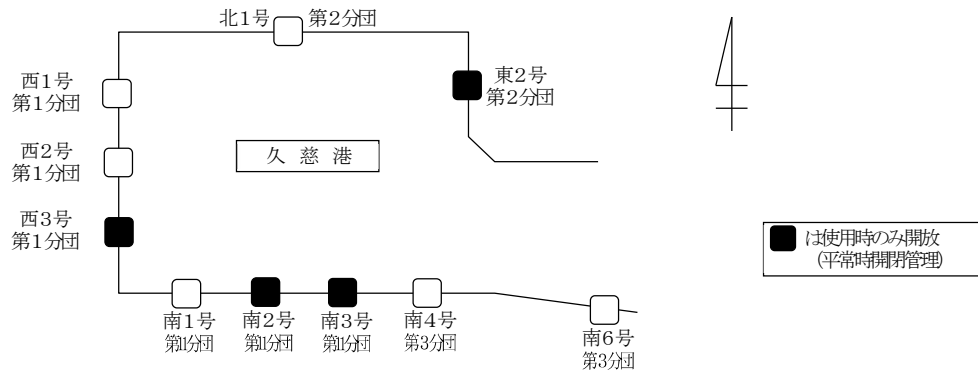 北1号 第2分団
西1号
第1分団
東2号
第2分団
西2号
第1分団
久慈港
西3号
第1分団
は使用時のみ開放
(平常時開閉管理)
南1号
第1分団
南2号
第1分団
南3号
第1分団
南4号
第3分団
南6号
第3分団